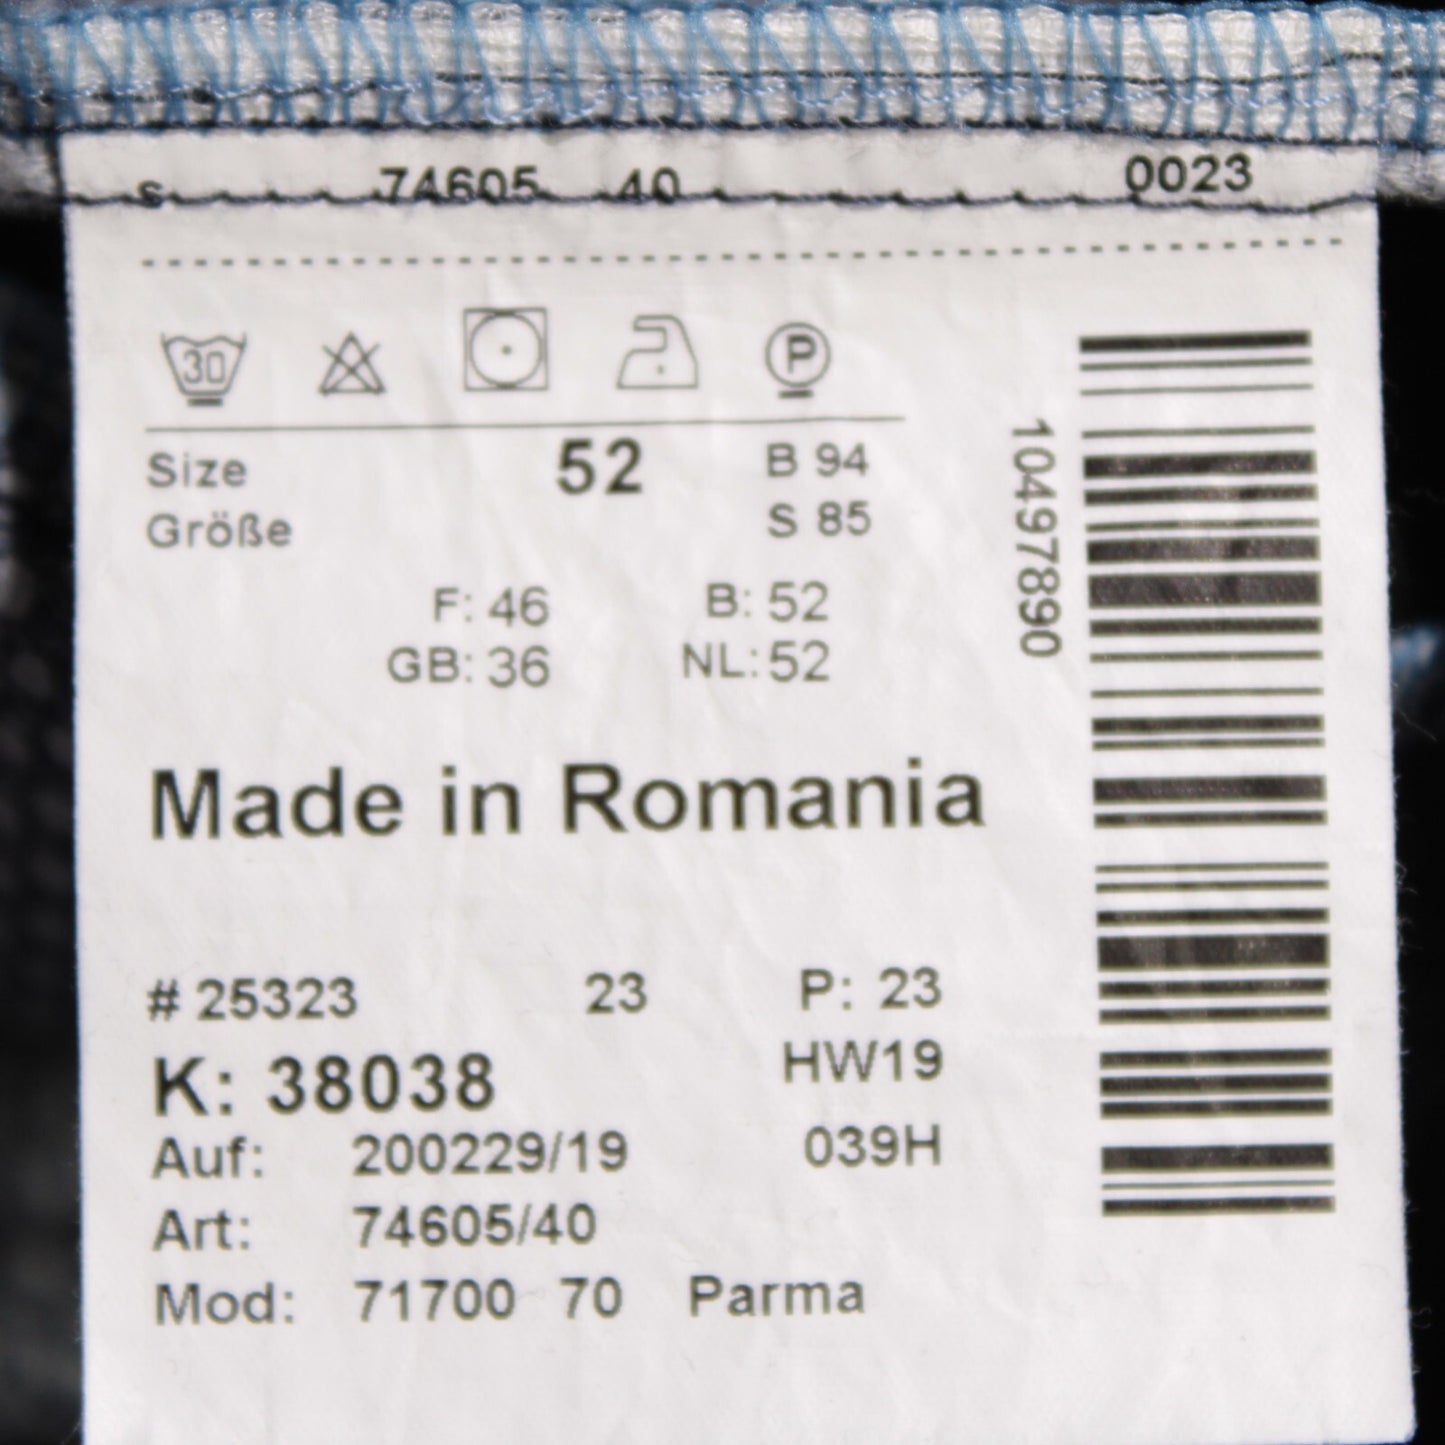 s 74605 40 0023
30 P
Size 52 B 94
Größe S 85
F: 46 B: 52
GB: 36 NL: 52
Made in Romania
# 25323 23 P: 23
K: 38038 HW19
Auf: 200229/19 039H
Art: 74605/40
Mod: 71700 70 Parma
10497890